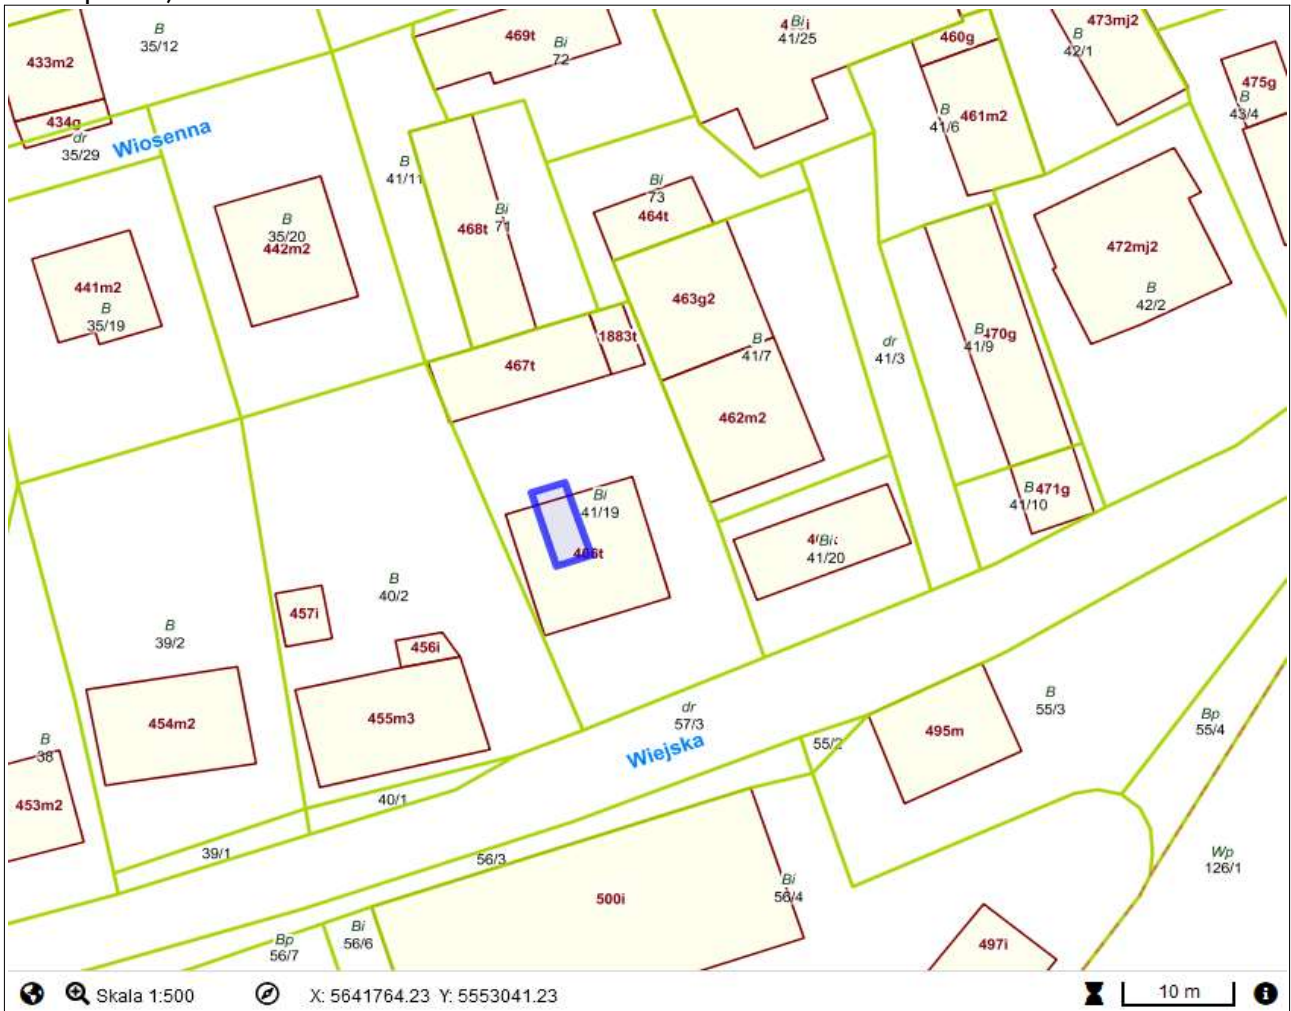 B
35/12
433m2
434g
dr
35/29
Wiosenna
469t
Bi
72
Bi
41/25
460g
473mj2
B
42/1
475g
B
43/4
B
41/6
461m2
B
41/11
B
35/20
442m2
468t
Bi
71
Bi
73
464t
472mj2
B
42/2
441m2
B
35/19
463g2
B
41/7
dr
41/3
B
41/9
470g
467t
1883t
462m2
Bi
41/19
466t
Bi
41/20
B
41/10
471g
457i
B
40/2
456i
B
39/2
454m2
455m3
dr
57/3
Wiejska
55/2
495m
B
55/3
Bp
55/4
B
38
453m2
40/1
39/1
56/3
500i
Bi
56/4
Wp
126/1
Bp
56/7
Bi
56/6
497i
Skala 1:500
X: 5641764.23 Y: 5553041.23
10 m